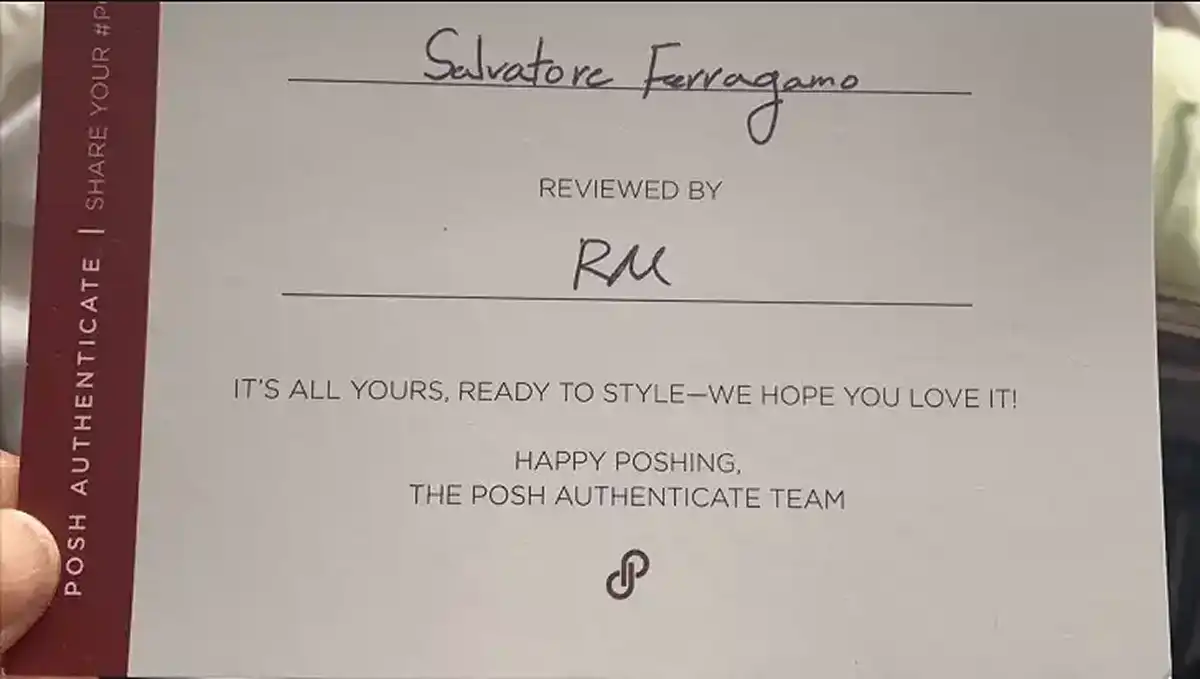 Salvatore Ferragamo
REVIEWED BY
RM
IT'S ALL YOURS, READY TO STYLE—WE HOPE YOU LOVE IT!
HAPPY POSHING,
THE POSH AUTHENTICATE TEAM
POSH AUTHENTICATE | SHARE YOUR